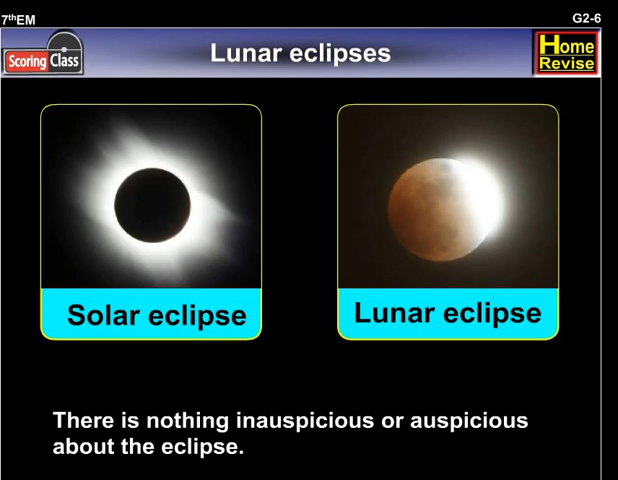 7thEM
G2-6
Scoring Class
Lunar eclipses
Home
Revise
Solar eclipse
Lunar eclipse
There is nothing inauspicious or auspicious
about the eclipse.